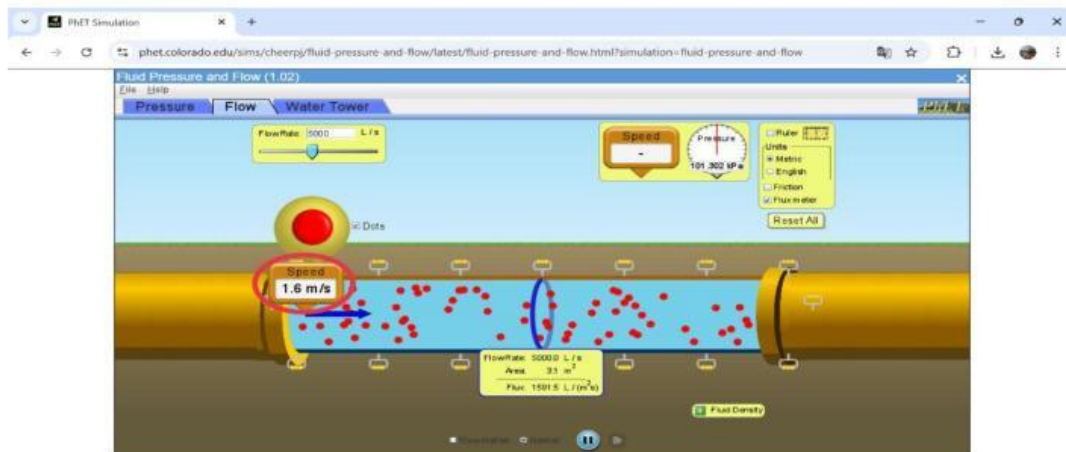 PhET Simulation
phet.colorado.edu/sims/cheerpj/fluid-pressure-and-flow/latest/fluid-pressure-and-flow.html?simulation=fluid-pressure-and-flow
Fluid Pressure and Flow (1.02)
File Help
Pressure Flow Water Tower
Flow Rate: 5000 L / s
Speed
-
Pressure
101.302 kPa
Ruler
Units
Metric
English
Friction
Flux meter
Reset All
Dots
Speed
1.6 m/s
Flow Rate: 5000.0 L / s
Area: 3.1 m²
Flux: 1591.5 L / (m²s)
Fluid Density